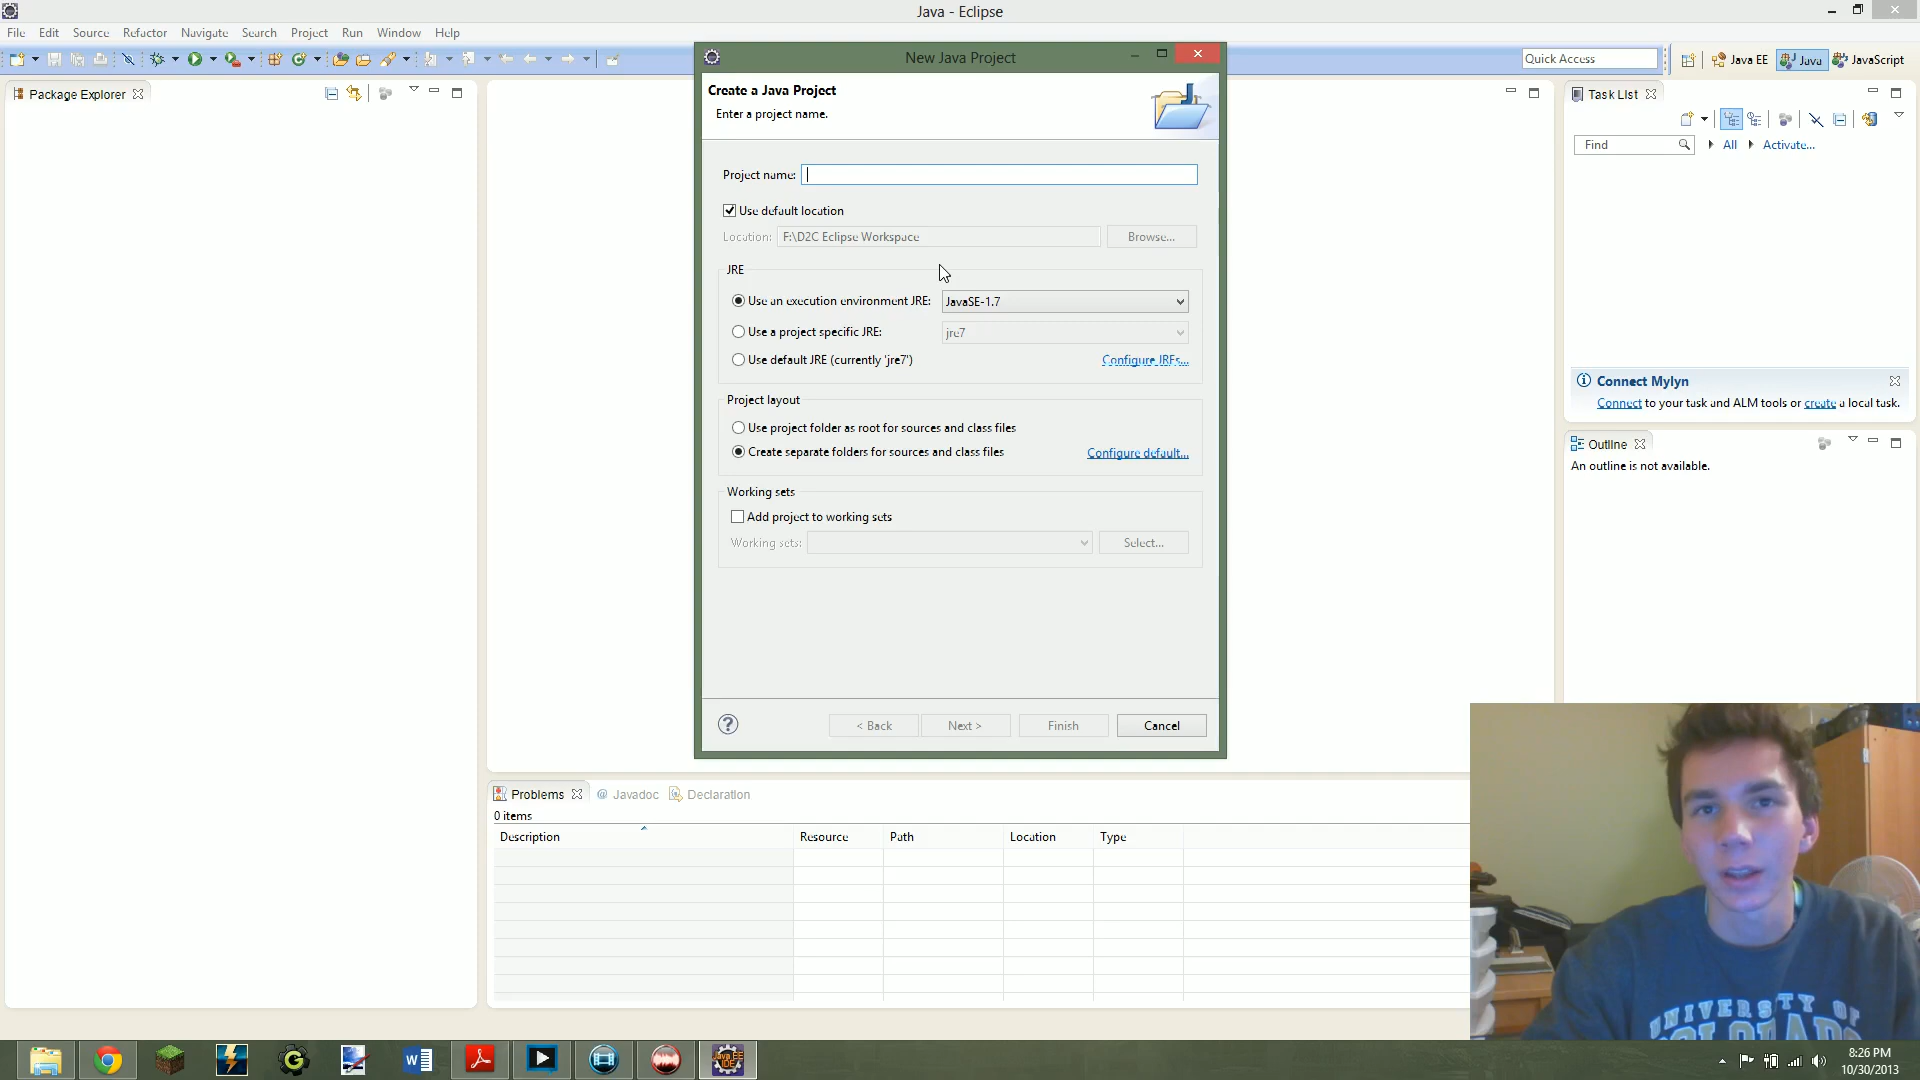 Java - Eclipse
File Edit Source Refactor Navigate Search Project Run Window Help
Quick Access
Java EE
Java
JavaScript
Package Explorer
New Java Project
Create a Java Project
Enter a project name.
Project name:
Use default location
Location: F:\D2C Eclipse Workspace Browse...
JRE
Use an execution environment JRE: JavaSE-1.7
Use a project specific JRE: jre7
Use default JRE (currently 'jre7') Configure JREs...
Project layout
Use project folder as root for sources and class files
Create separate folders for sources and class files Configure default...
Working sets
Add project to working sets
Working sets: Select...
< Back Next > Finish Cancel
Task List
Find All Activate...
Connect Mylyn
Connect to your task and ALM tools or create a local task.
Outline
An outline is not available.
Problems Javadoc Declaration
0 items
Description Resource Path Location Type
UNIVERSITY OF
COLORADO
Java EE
IDE
8:26 PM
10/30/2013